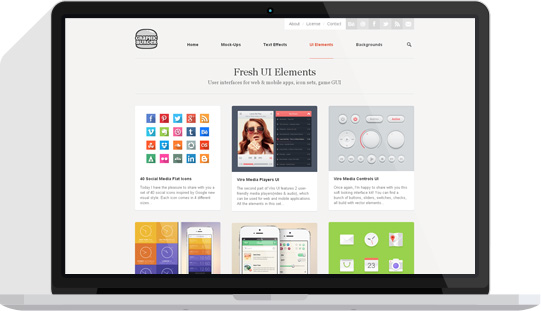 About License Contact
GRAPHIC
BURGER
Home Mock-Ups Text Effects UI Elements Backgrounds
Fresh UI Elements
User interfaces for web & mobile apps, icon sets, game GUI
40 Social Media Flat Icons
Today I have the pleasure to share with you a
set of 40 social icons inspired by Google new
visual style. Each icon comes in 4 different
sizes
Vire Media Players UI
The second part of Vire UI features 2 user
friendly media players(video & audio), which
can be used for web and mobile applications.
All the elements in this set
Vire Media Controls UI
Once again, I'm happy to share with you this
soft looking interface kit! You can find a
bunch of buttons, sliders, switches, checks,
all build with vector elements
23